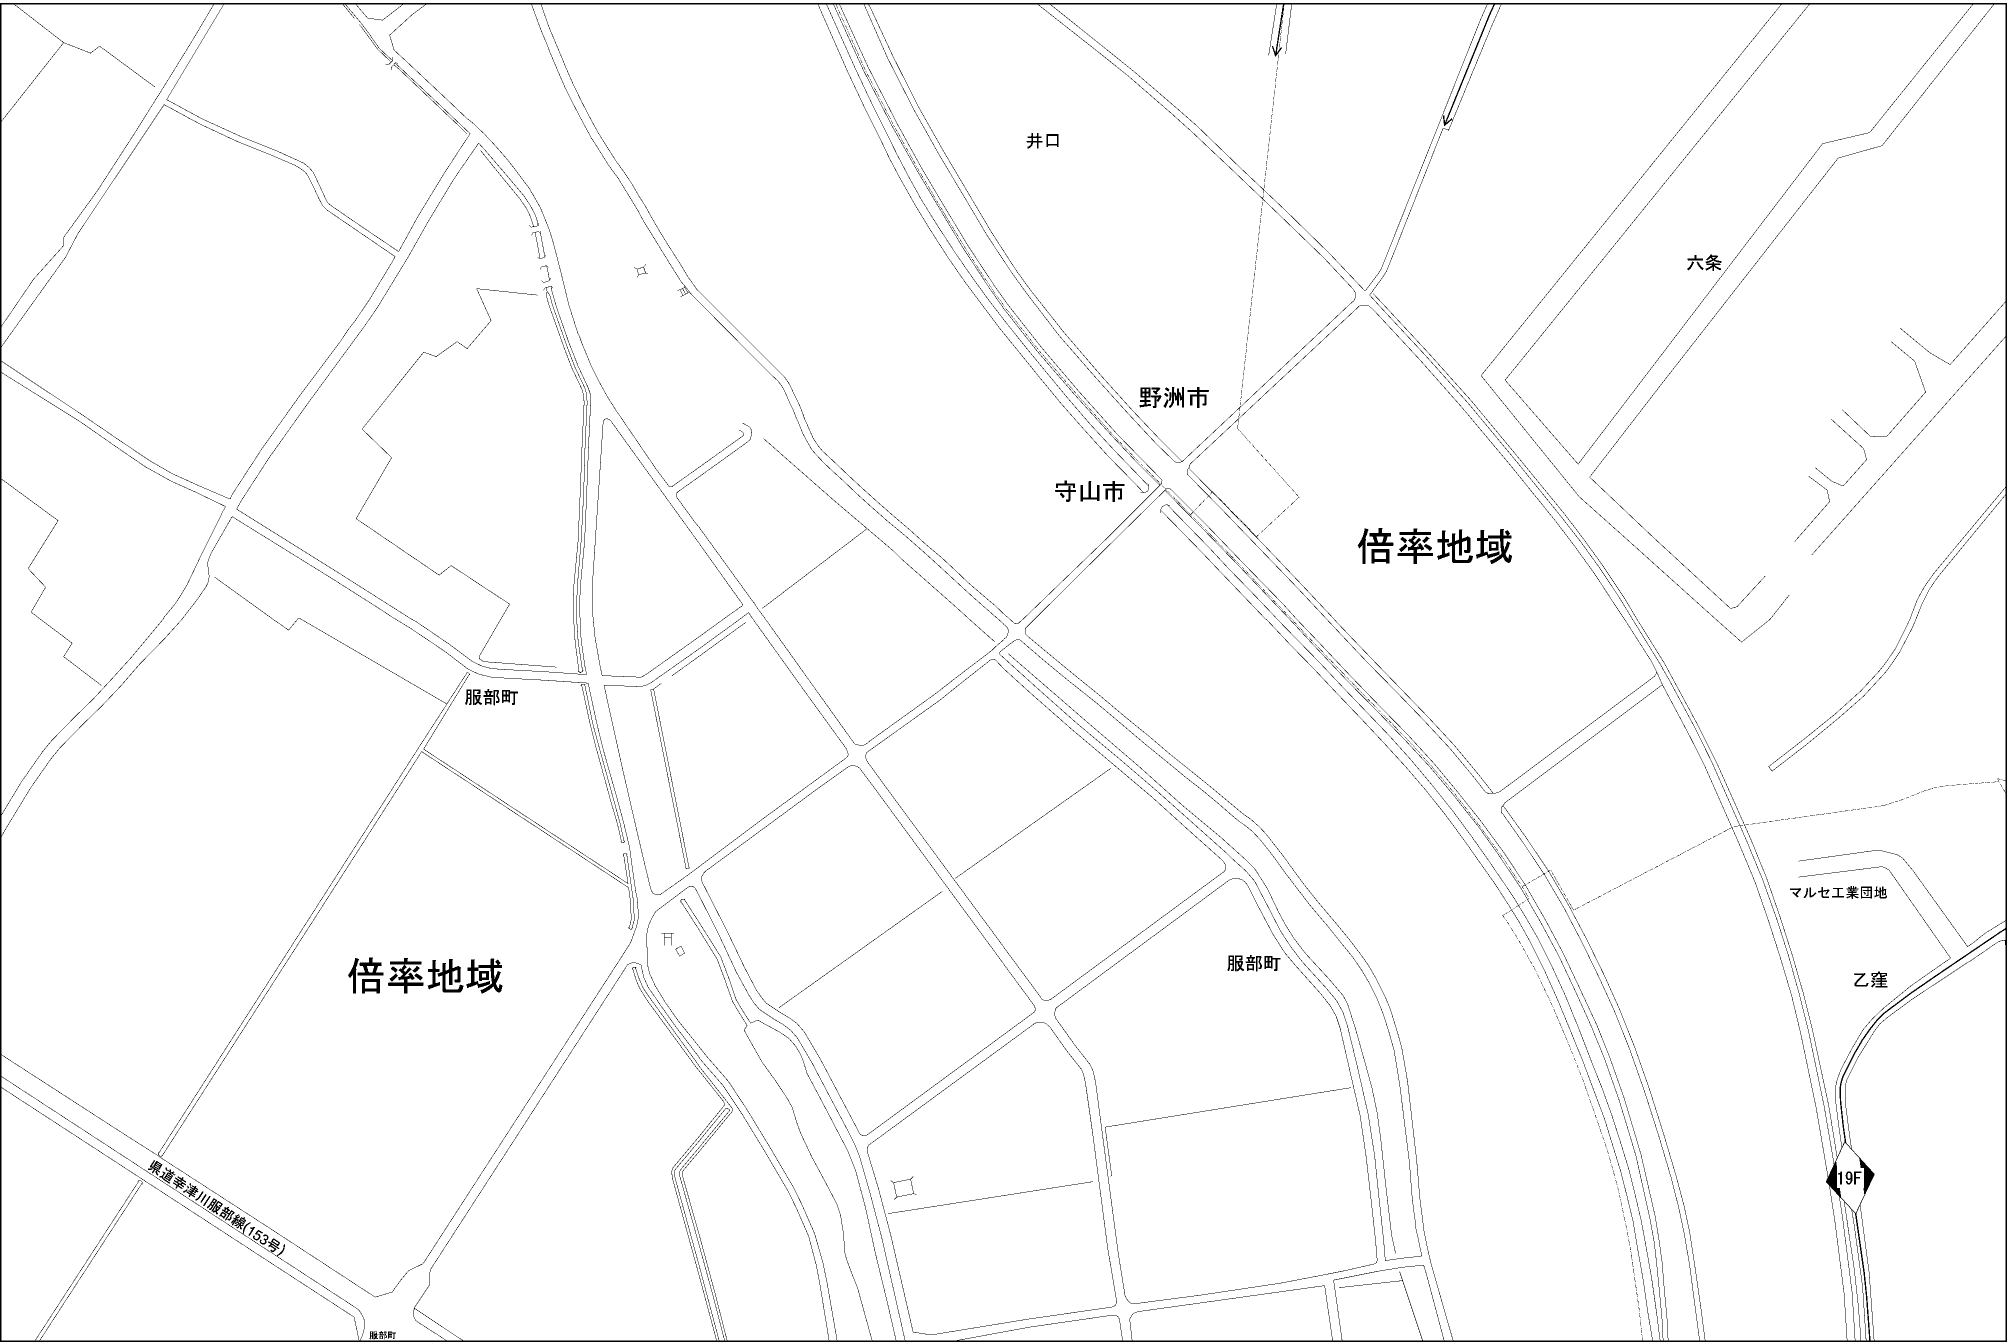 井口
六条
野洲市
守山市
倍率地域
服部町
マルセ工業団地
服部町
倍率地域
乙窪
19F
県道幸津川服部線(153号)
服部町